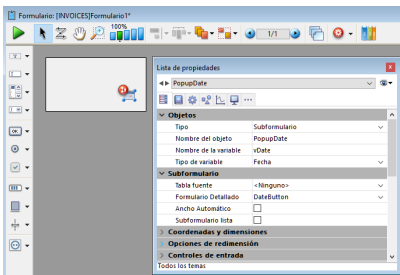 Formulario: [INVOICES]Formulario1*
100%
1/1
Lista de propiedades
PopupDate
Objetos
Tipo Subformulario
Nombre del objeto PopupDate
Nombre de la variable vDate
Tipo de variable Fecha
Subformulario
Tabla fuente <Ninguno>
Formulario Detallado DateButton
Ancho Automático
Subformulario lista
Coordenadas y dimensiones
Opciones de redimensión
Controles de entrada
Todos los temas